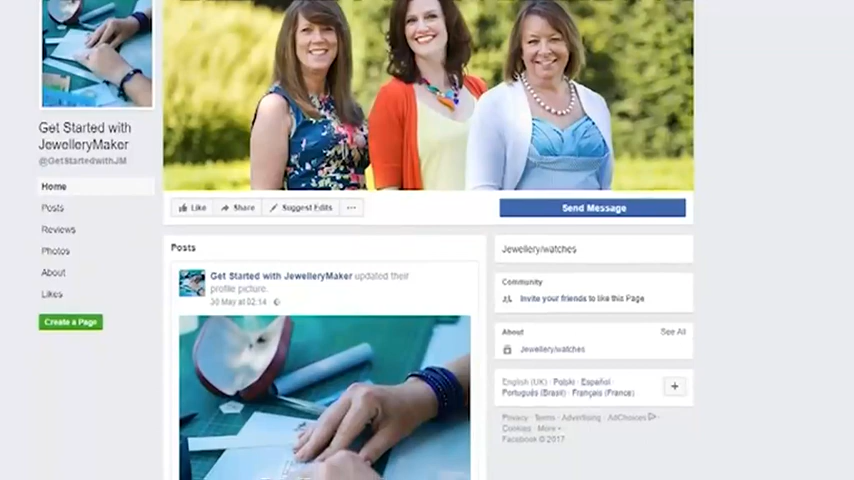 Get Started with
JewelleryMaker
@GetStartedwithJM
Home
Posts
Reviews
Photos
About
Likes
Create a Page
Like
Share
Suggest Edits
Send Message
Posts
Get Started with JewelleryMaker updated their
profile picture.
30 May at 02:14
Jewellery/watches
Community
Invite your friends to like this Page
About
See All
Jewellery/watches
English (UK) · Polski · Español ·
Português (Brasil) · Français (France)
Privacy · Terms · Advertising · AdChoices ·
Cookies · More
Facebook © 2017